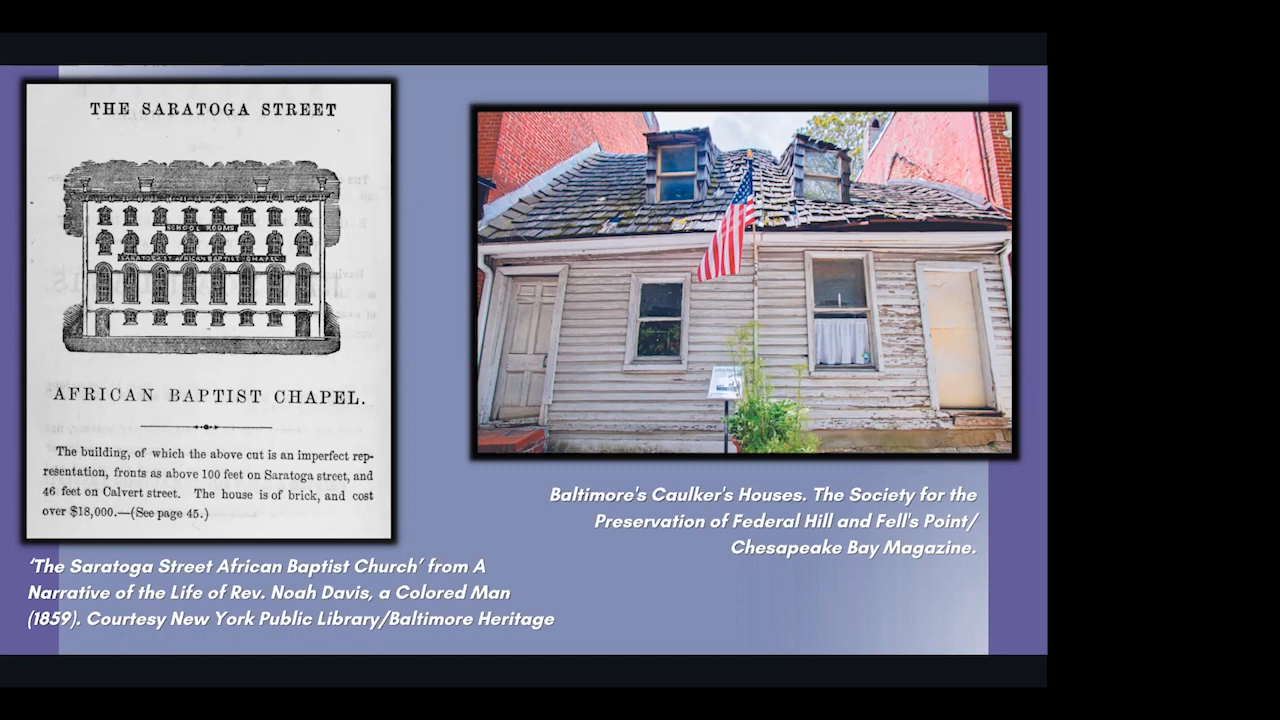 THE SARATOGA STREET
SCHOOL ROOMS
SARATOGA ST AFRICAN BAPTIST CHAPEL
AFRICAN BAPTIST CHAPEL.
The building, of which the above cut is an imperfect rep-
resentation, fronts as above 100 feet on Saratoga street, and
46 feet on Calvert street. The house is of brick, and cost
over $18,000.—(See page 45.)
‘The Saratoga Street African Baptist Church’ from A
Narrative of the Life of Rev. Noah Davis, a Colored Man
(1859). Courtesy New York Public Library/Baltimore Heritage
Baltimore's Caulker's Houses. The Society for the
Preservation of Federal Hill and Fell's Point/
Chesapeake Bay Magazine.